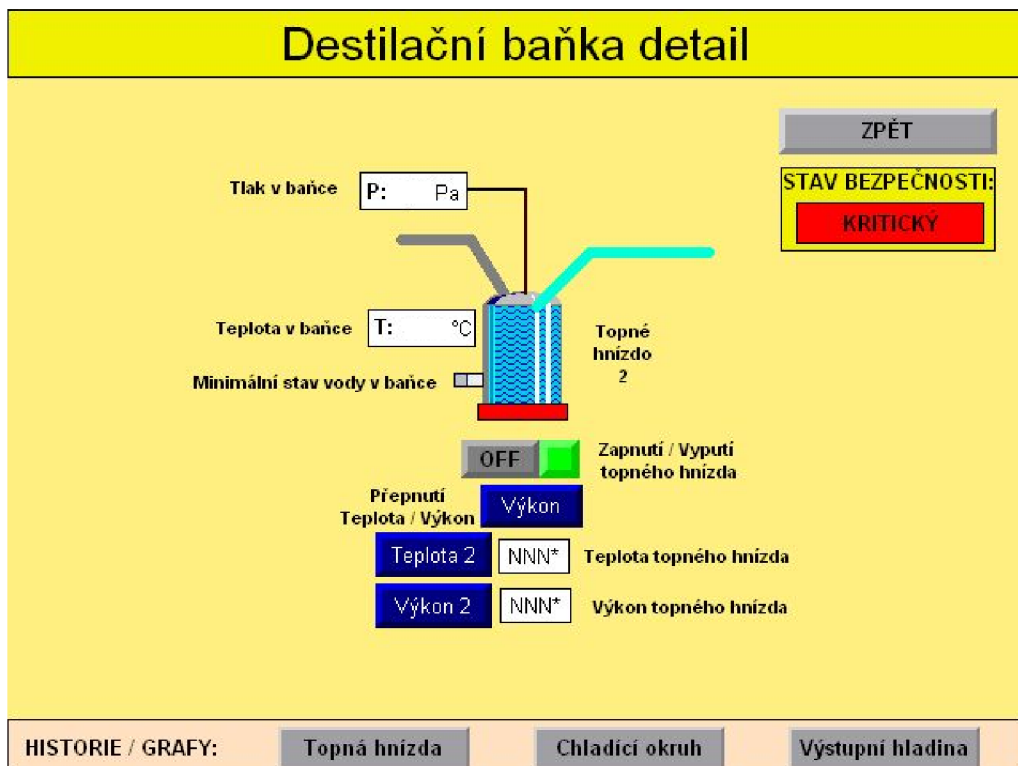 Destilační baňka detail
ZPĚT
STAV BEZPEČNOSTI:
KRITICKÝ
Tlak v baňce
P: Pa
Teplota v baňce
T: °C
Topné
hnízdo
2
Minimální stav vody v baňce
OFF
Zapnutí / Vyputí
topného hnízda
Přepnutí
Teplota / Výkon
Výkon
Teplota 2
NNN*
Teplota topného hnízda
Výkon 2
NNN*
Výkon topného hnízda
HISTORIE / GRAFY:
Topná hnízda
Chladící okruh
Výstupní hladina